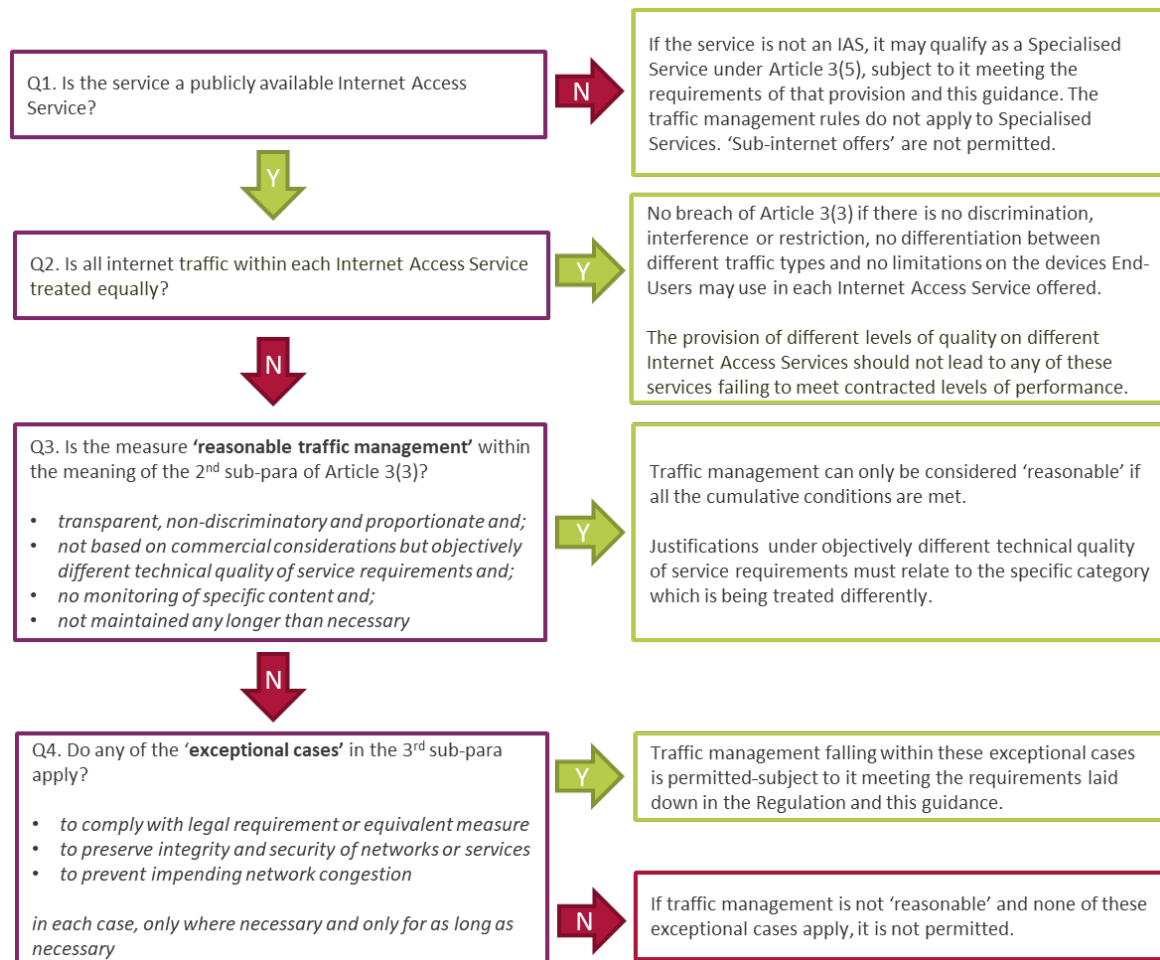 Q1. Is the service a publicly available Internet Access
Service?
N
If the service is not an IAS, it may qualify as a Specialised
Service under Article 3(5), subject to it meeting the
requirements of that provision and this guidance. The
traffic management rules do not apply to Specialised
Services. ‘Sub-internet offers’ are not permitted.
Y
Q2. Is all internet traffic within each Internet Access Service
treated equally?
Y
No breach of Article 3(3) if there is no discrimination,
interference or restriction, no differentiation between
different traffic types and no limitations on the devices End-
Users may use in each Internet Access Service offered.
The provision of different levels of quality on different
Internet Access Services should not lead to any of these
services failing to meet contracted levels of performance.
N
Q3. Is the measure ‘reasonable traffic management’ within
the meaning of the 2nd sub-para of Article 3(3)?
• transparent, non-discriminatory and proportionate and;
• not based on commercial considerations but objectively
different technical quality of service requirements and;
• no monitoring of specific content and;
• not maintained any longer than necessary
Y
Traffic management can only be considered ‘reasonable’ if
all the cumulative conditions are met.
Justifications under objectively different technical quality
of service requirements must relate to the specific category
which is being treated differently.
N
Q4. Do any of the ‘exceptional cases’ in the 3rd sub-para
apply?
• to comply with legal requirement or equivalent measure
• to preserve integrity and security of networks or services
• to prevent impending network congestion
in each case, only where necessary and only for as long as
necessary
Y
Traffic management falling within these exceptional cases
is permitted-subject to it meeting the requirements laid
down in the Regulation and this guidance.
N
If traffic management is not ‘reasonable’ and none of these
exceptional cases apply, it is not permitted.